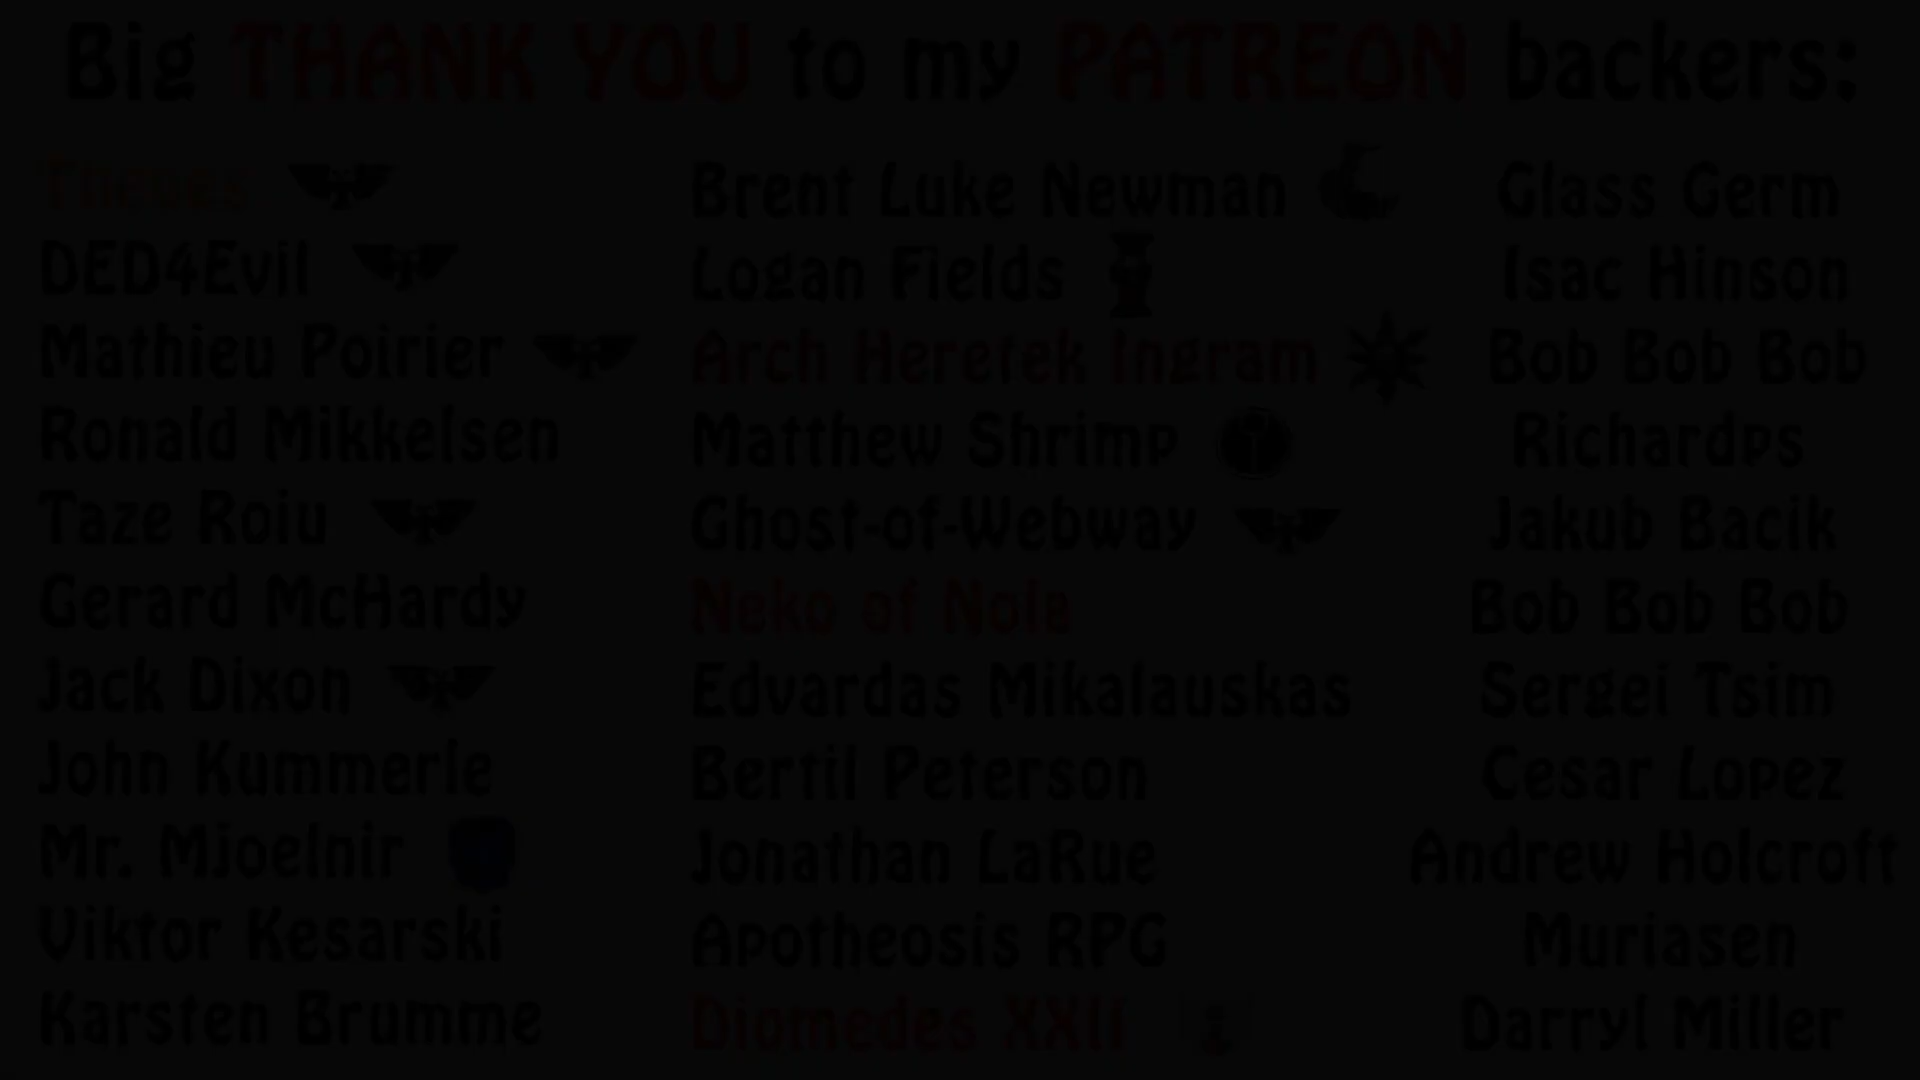 Big THANK YOU to my PATREON backers:
DED4Evil
Mathieu Poirier
Ronald Mikkelsen
Taze Roiu
Gerard McHardy
Jack Dixon
John Kummerle
Mr. Mjoelnir
Viktor Kesarski
Karsten Brumme
Brent Luke Newman
Logan Fields
Arch Heretek Ingram
Matthew Shrimp
Ghost-of-Webway
Neko of Nola
Edvardas Mikalauskas
Bertil Peterson
Jonathan LaRue
Apotheosis RPG
Diomedes XXII
Glass Germ
Isac Hinson
Bob Bob Bob
Richardps
Jakub Bacik
Bob Bob Bob
Sergei Tsim
Cesar Lopez
Andrew Holcroft
Muriasen
Darryl Miller